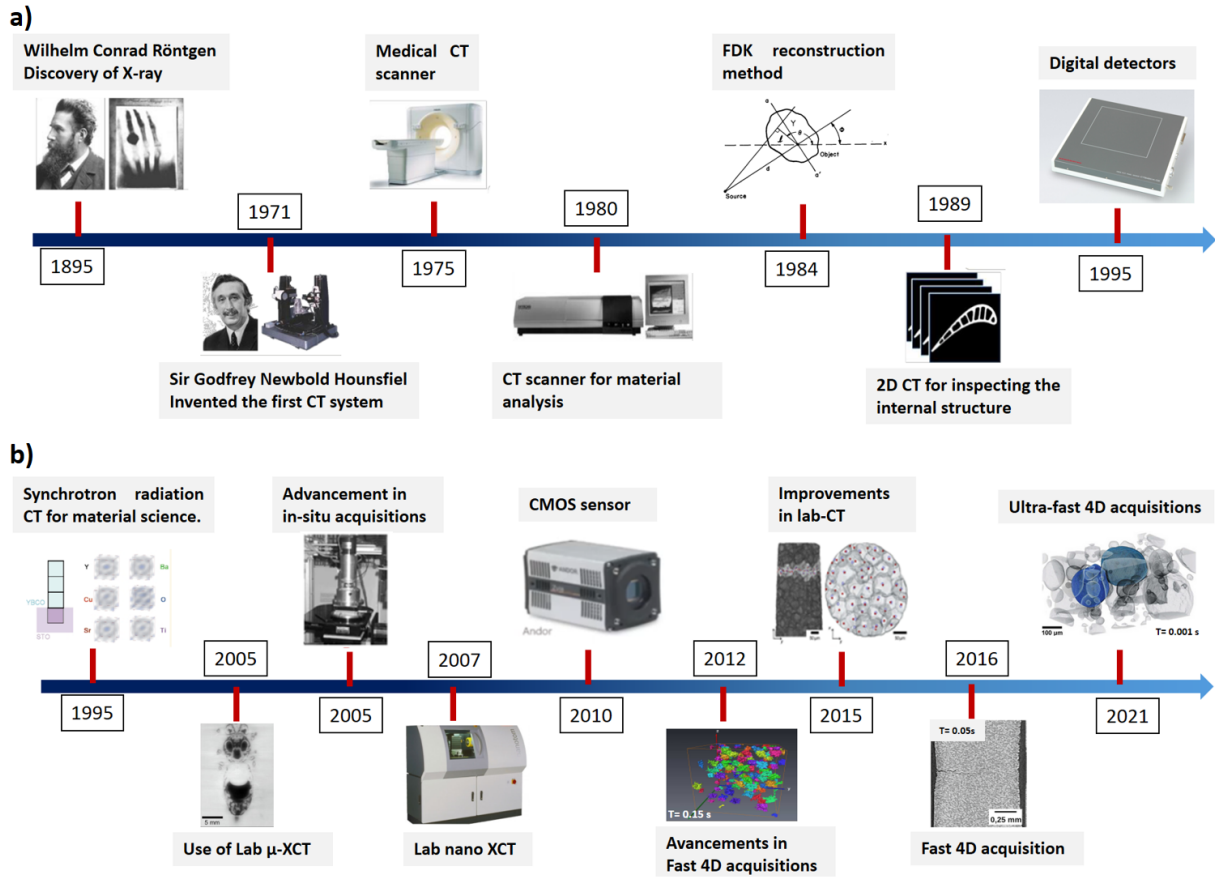 a)
Wilhelm Conrad Röntgen
Discovery of X-ray
Medical CT
scanner
FDK reconstruction
method
Digital detectors
a
Y
θ
Φ
x
Object
d
a'
Source
1971
1980
1989
1895
1975
1984
1995
Sir Godfrey Newbold Hounsfiel
Invented the first CT system
CT scanner for material
analysis
2D CT for inspecting the
internal structure
b)
Synchrotron radiation
CT for material science.
Advancement in
in-situ acquisitions
CMOS sensor
Improvements
in lab-CT
Ultra-fast 4D acquisitions
Y
Ba
YBCO
Cu
O
STO
Sr
Ti
ANDOR
Andor
100 µm
T= 0.001 s
2005
2007
2012
2016
1995
2005
2010
2015
2021
5 mm
T= 0.15 s
T= 0.05s
0,25 mm
Use of Lab µ-XCT
Lab nano XCT
Avancements in
Fast 4D acquisitions
Fast 4D acquisition